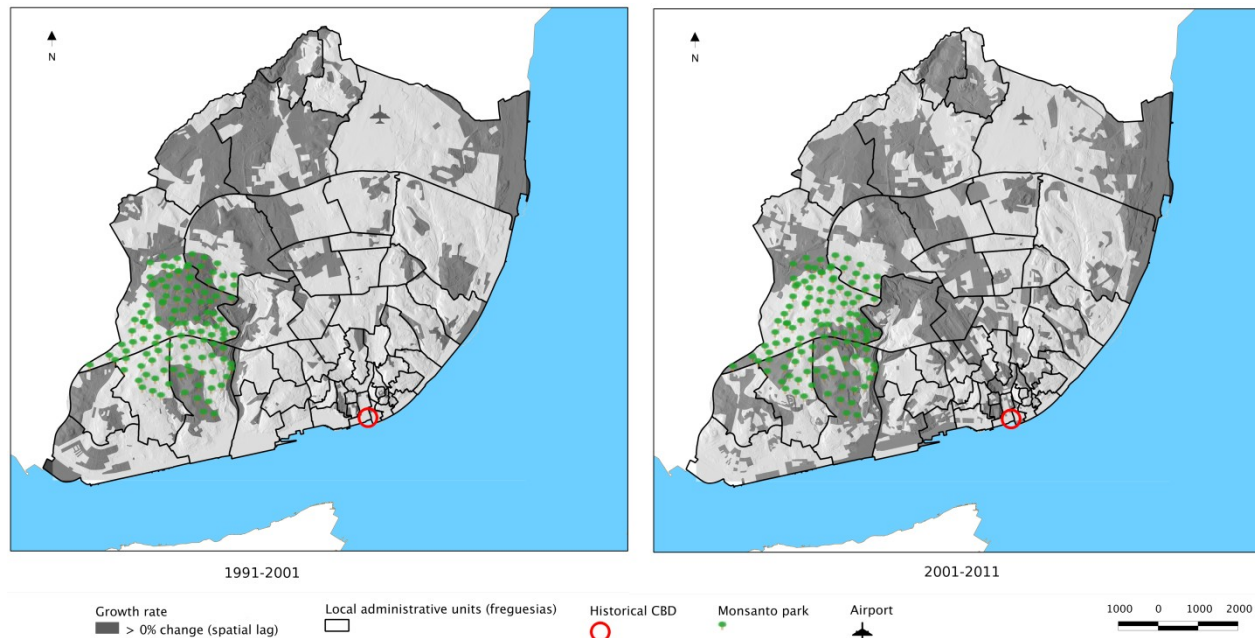 N
N
1991-2001
2001-2011
Growth rate
> 0% change (spatial lag)
Local administrative units (freguesias)
Historical CBD
Monsanto park
Airport
1000 0 1000 2000